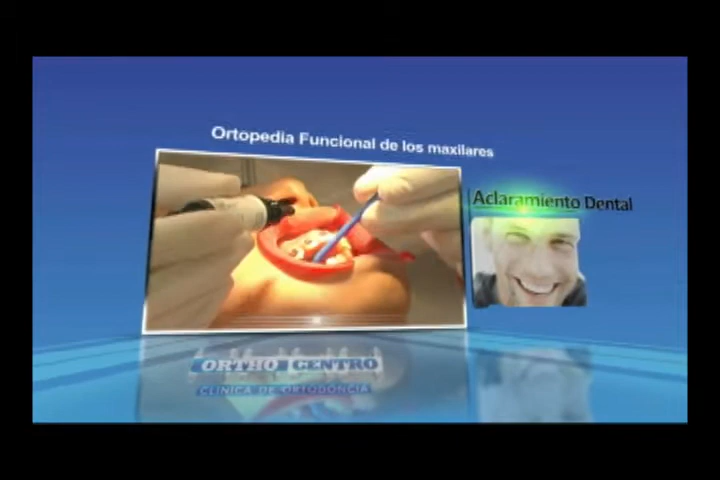 Ortopedia Funcional de los maxilares
Aclaramiento Dental
ORTHO CENTRO
CLINICA DE ORTODONCIA